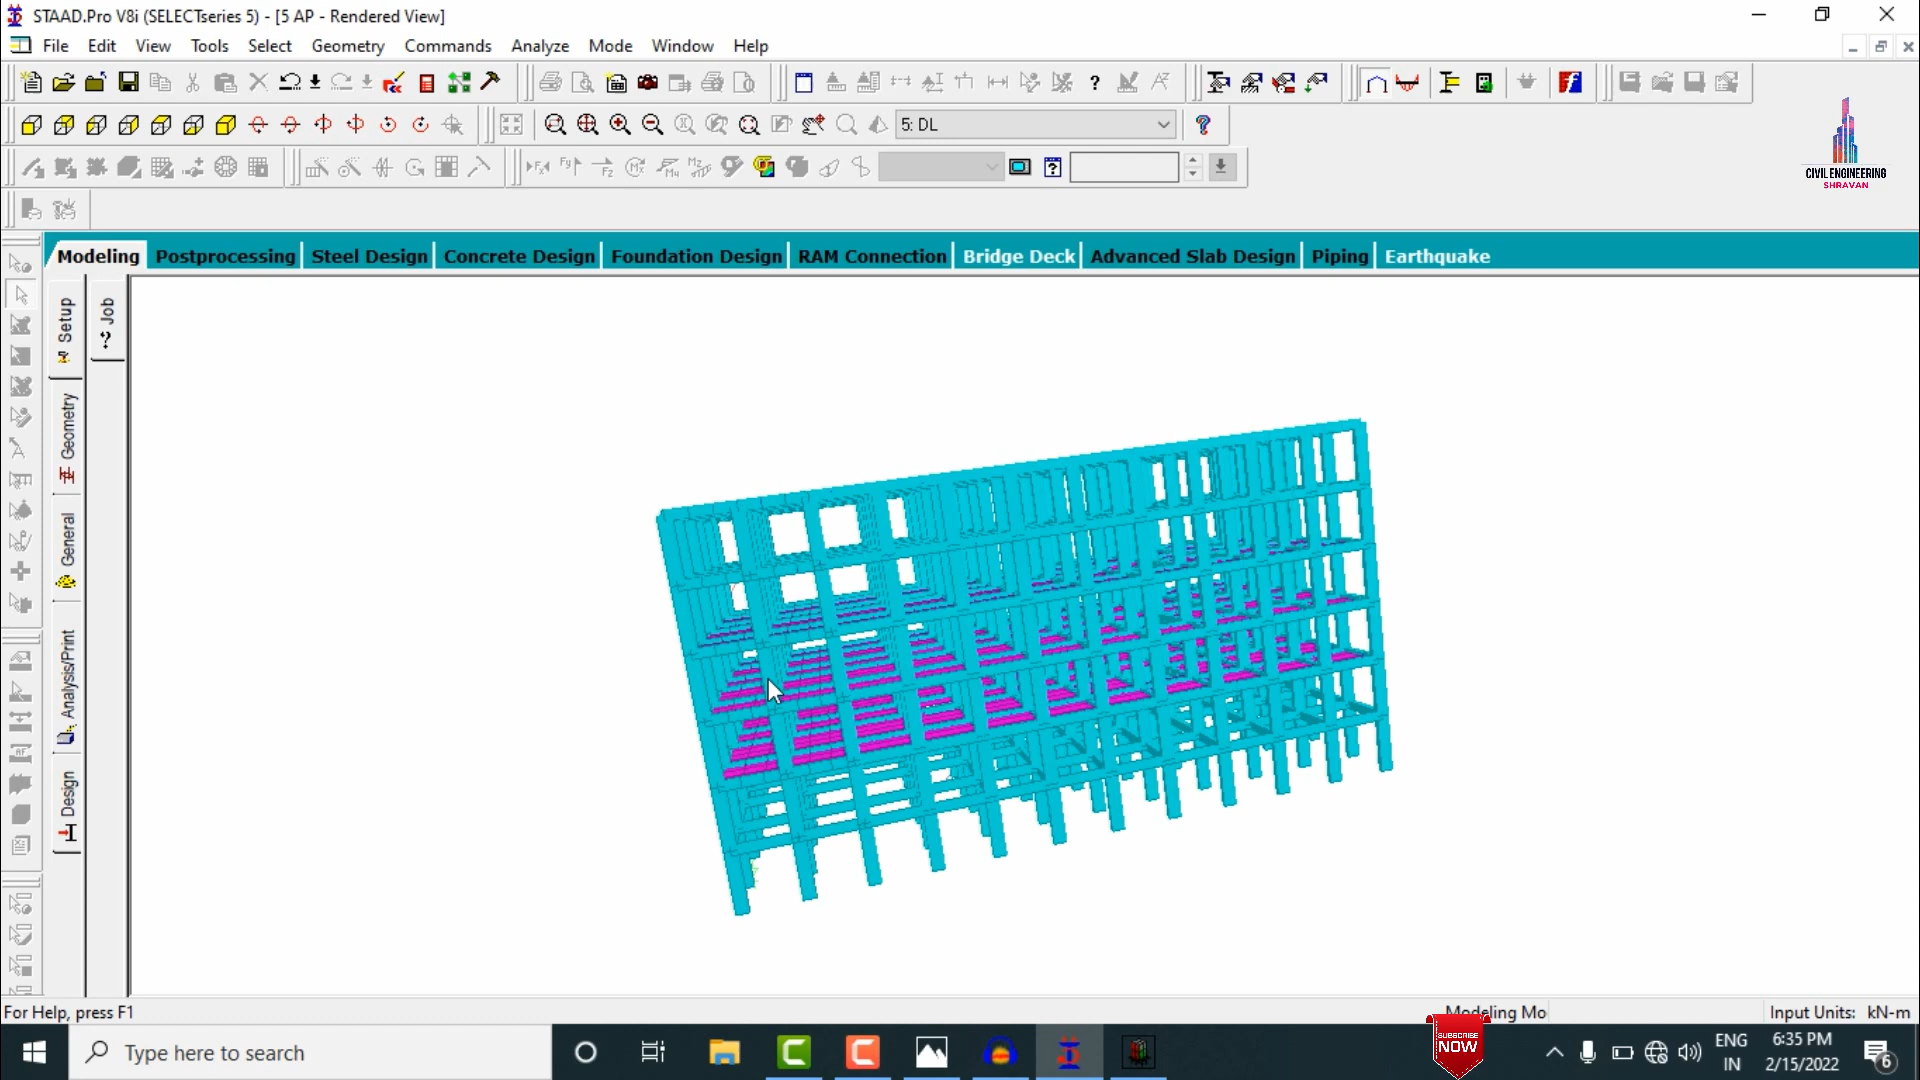 STAAD.Pro V8i (SELECTseries 5) - [5 AP - Rendered View]
File Edit View Tools Select Geometry Commands Analyze Mode Window Help
5: DL
CIVIL ENGINEERING
SHRAVAN
Modeling Postprocessing Steel Design Concrete Design Foundation Design RAM Connection Bridge Deck Advanced Slab Design Piping Earthquake
Setup
Job
Geometry
General
Analysis/Print
Design
For Help, press F1
Modeling Mo
Input Units: kN-m
Type here to search
SUBSCRIBE
NOW
ENG
IN
6:35 PM
2/15/2022
6